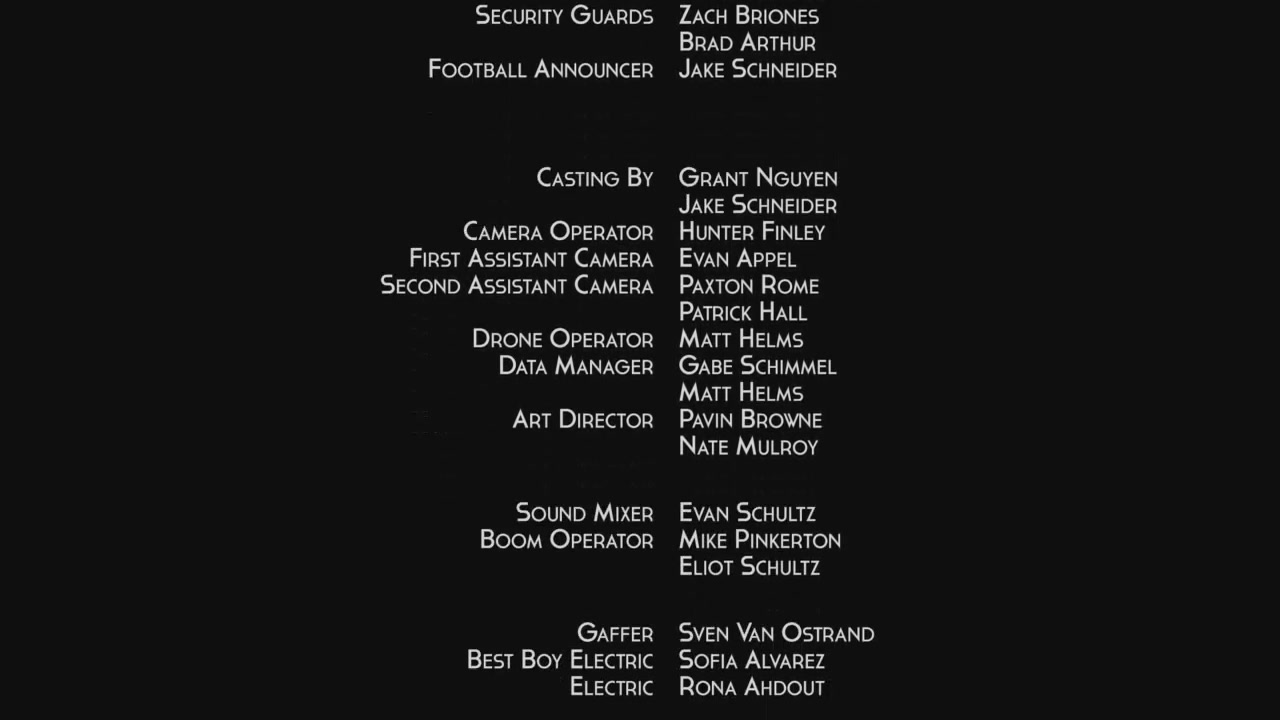 Security Guards Zach Briones
Brad Arthur
Football Announcer Jake Schneider
Casting By Grant Nguyen
Jake Schneider
Camera Operator Hunter Finley
First Assistant Camera Evan Appel
Second Assistant Camera Paxton Rome
Patrick Hall
Drone Operator Matt Helms
Data Manager Gabe Schimmel
Matt Helms
Art Director Pavin Browne
Nate Mulroy
Sound Mixer Evan Schultz
Boom Operator Mike Pinkerton
Eliot Schultz
Gaffer Sven Van Ostrand
Best Boy Electric Sofia Alvarez
Electric Rona Ahdout